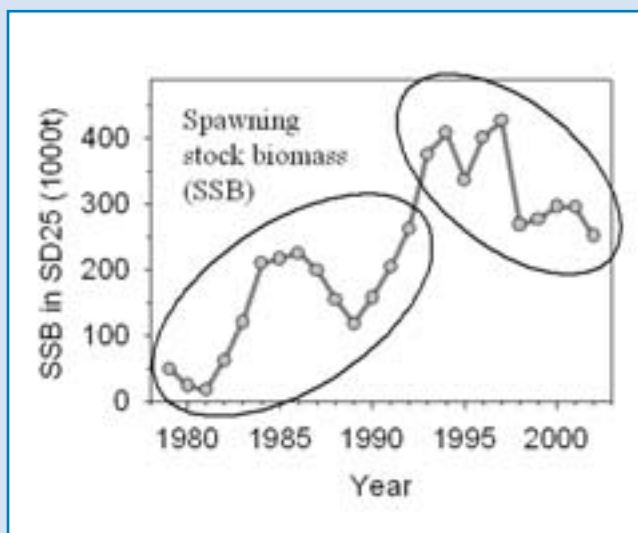 SSB in SD25 (1000t)
400
300
200
100
0
Spawning
stock biomass
(SSB)
1980 1985 1990 1995 2000
Year